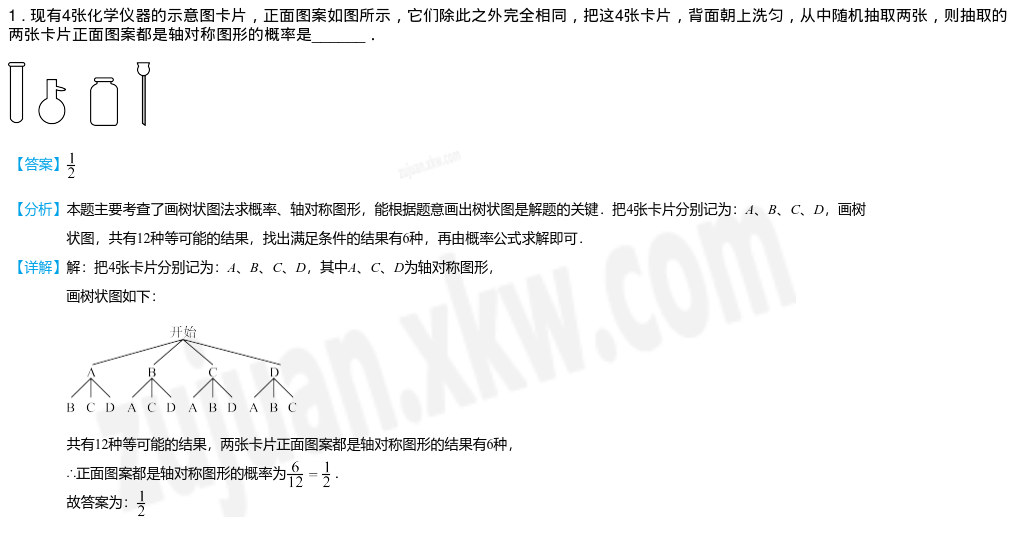 1．现有4张化学仪器的示意图卡片，正面图案如图所示，它们除此之外完全相同，把这4张卡片，背面朝上洗匀，从中随机抽取两张，则抽取的
两张卡片正面图案都是轴对称图形的概率是_______．
zujuan.xkw.com
【答案】1/2
【分析】本题主要考查了画树状图法求概率、轴对称图形，能根据题意画出树状图是解题的关键．把4张卡片分别记为：A、B、C、D，画树
状图，共有12种等可能的结果，找出满足条件的结果有6种，再由概率公式求解即可．
【详解】解：把4张卡片分别记为：A、B、C、D，其中A、C、D为轴对称图形，
画树状图如下：
开始
A B C D
B C D A C D A B D A B C
zujuan.xkw.com
共有12种等可能的结果，两张卡片正面图案都是轴对称图形的结果有6种，
∴正面图案都是轴对称图形的概率为6/12=1/2．
故答案为：1/2